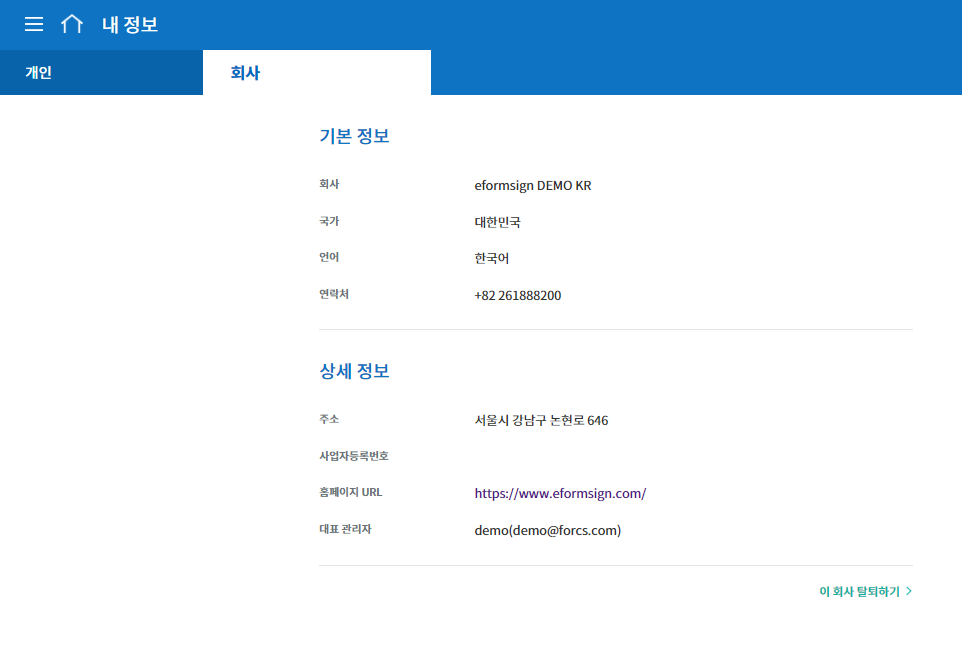 내 정보
개인
회사
기본 정보
회사 eformsign DEMO KR
국가 대한민국
언어 한국어
연락처 +82 261888200
상세 정보
주소 서울시 강남구 논현로 646
사업자등록번호
홈페이지 URL https://www.eformsign.com/
대표 관리자 demo(demo@forcs.com)
이 회사 탈퇴하기 >